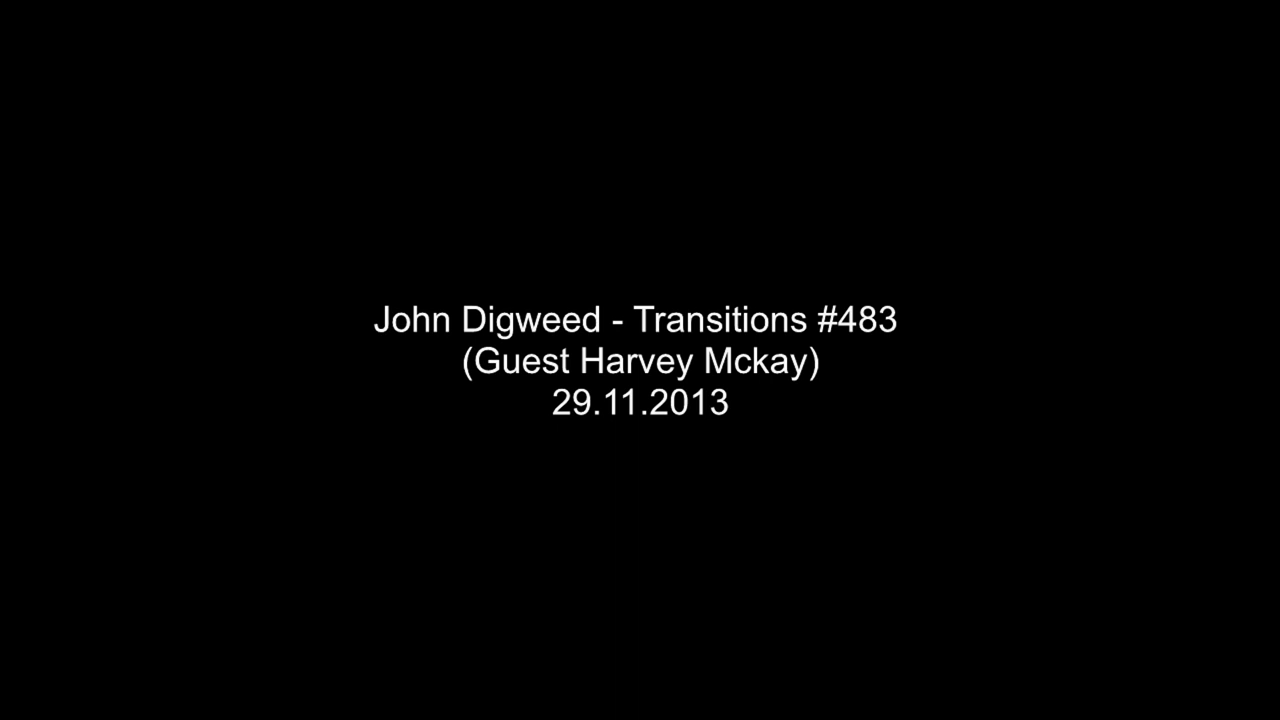 John Digweed - Transitions #483
(Guest Harvey Mckay)
29.11.2013